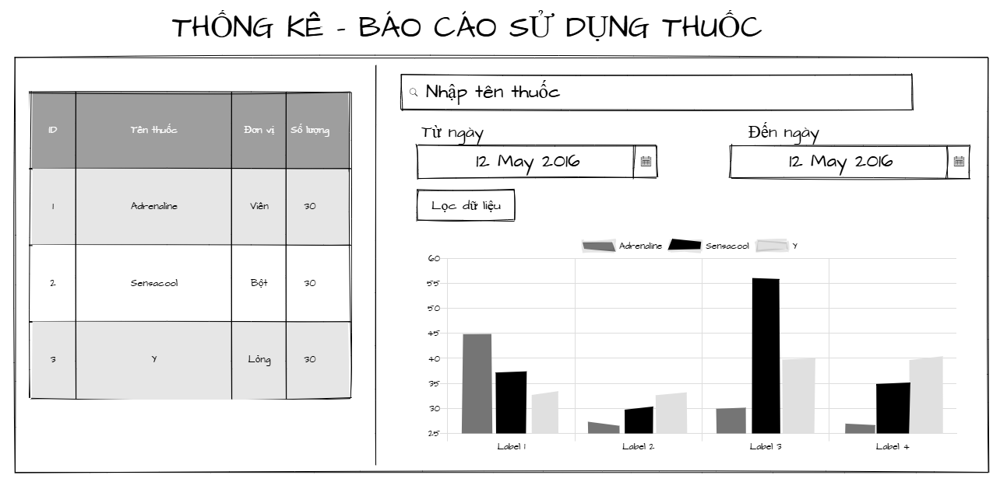 THỐNG KÊ - BÁO CÁO SỬ DỤNG THUỐC
ID Tên thuốc Đơn vị Số lượng
1 Adrenaline Viên 30
2 Sensacool Bột 30
3 Y Lỏng 30
Nhập tên thuốc
Từ ngày Đến ngày
12 May 2016 12 May 2016
Lọc dữ liệu
Adrenaline Sensacool Y
60
55
50
45
40
35
30
25
Label 1 Label 2 Label 3 Label 4